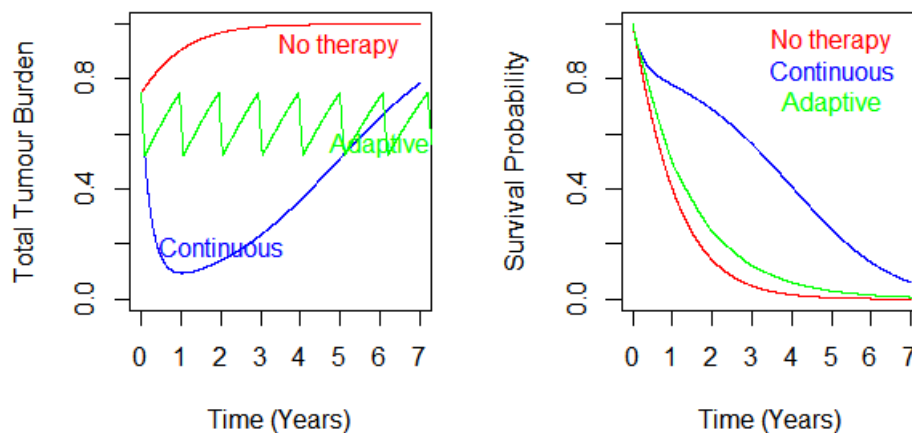 Total Tumour Burden
0.0 0.4 0.8
No therapy
Adaptive
Continuous
0 1 2 3 4 5 6 7
Time (Years)
Survival Probability
0.0 0.4 0.8
No therapy
Continuous
Adaptive
0 1 2 3 4 5 6 7
Time (Years)